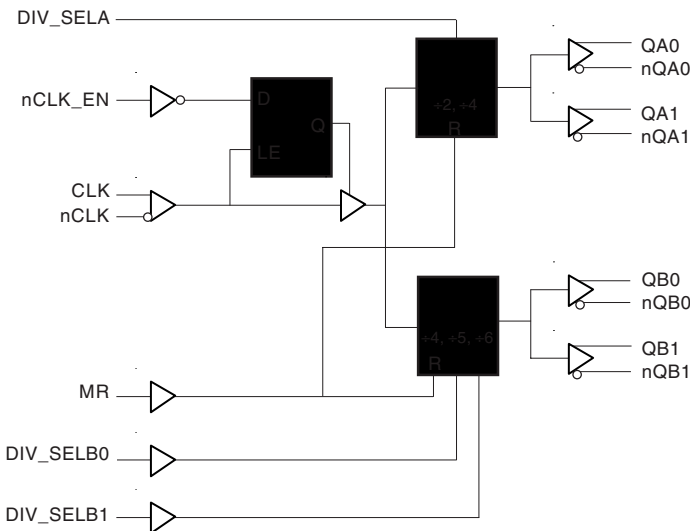 DIV_SELA
nCLK_EN
CLK
nCLK
D
Q
LE
÷2, ÷4
R
QA0
nQA0
QA1
nQA1
÷4, ÷5, ÷6
R
QB0
nQB0
QB1
nQB1
MR
DIV_SELB0
DIV_SELB1